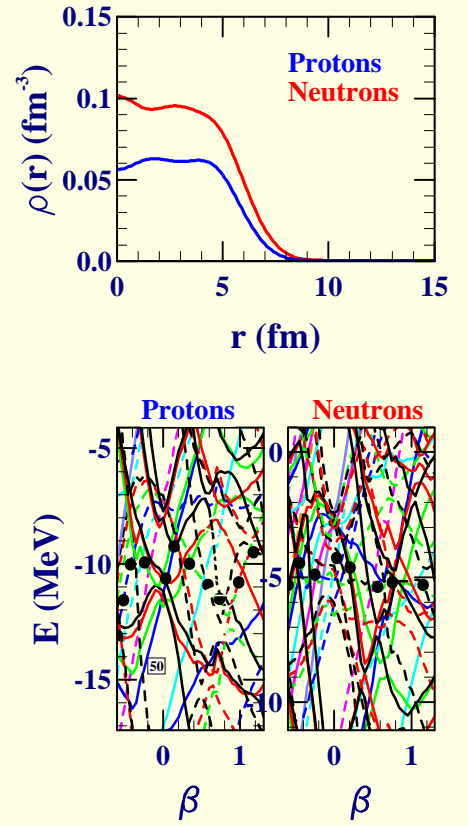 0.15
0.1
0.05
0.0
ρ(r) (fm⁻³)
Protons
Neutrons
0 5 10 15
r (fm)
Protons Neutrons
-5
-10
-15
E (MeV)
50
0
-5
-10
0 1 0 1
β β